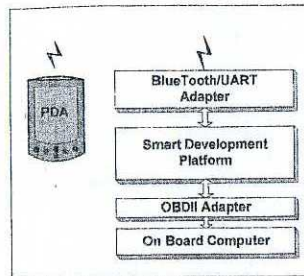 PDA
BlueTooth/UART
Adapter
Smart Development
Platform
OBDII Adapter
On Board Computer